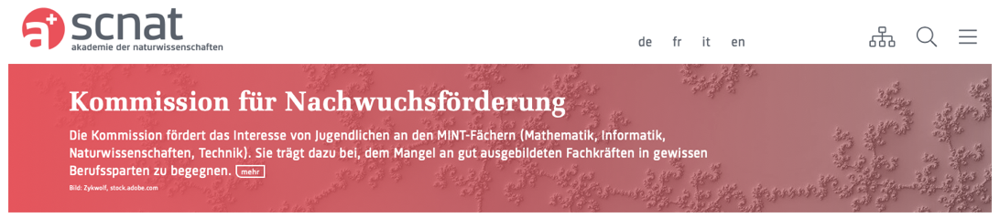 a+ scnat
akademie der naturwissenschaften
de fr it en
Kommission für Nachwuchsförderung
Die Kommission fördert das Interesse von Jugendlichen an den MINT-Fächern (Mathematik, Informatik,
Naturwissenschaften, Technik). Sie trägt dazu bei, dem Mangel an gut ausgebildeten Fachkräften in gewissen
Berufssparten zu begegnen. mehr
Bild: Zykwolf, stock.adobe.com